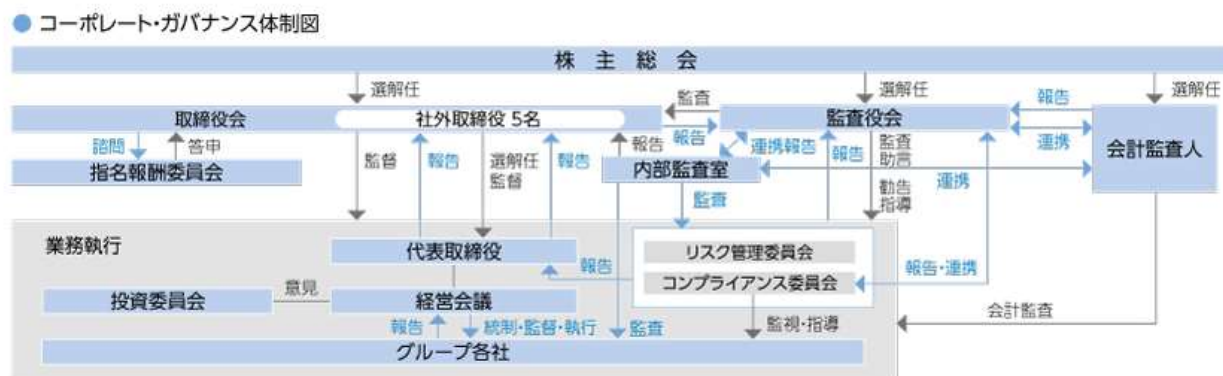 コーポレート・ガバナンス体制図
株主総会
選解任
選解任
選解任
取締役会
社外取締役 5名
監査
監査役会
報告
会計監査人
諮問
答申
監督
報告
選解任
監督
報告
報告
報告
連携報告
報告
監査
助言
連携
指名報酬委員会
内部監査室
連携
勧告
指導
監査
業務執行
代表取締役
リスク管理委員会
報告
コンプライアンス委員会
報告・連携
投資委員会
意見
経営会議
報告
統制・監督・執行
監査
監視・指導
会計監査
グループ各社